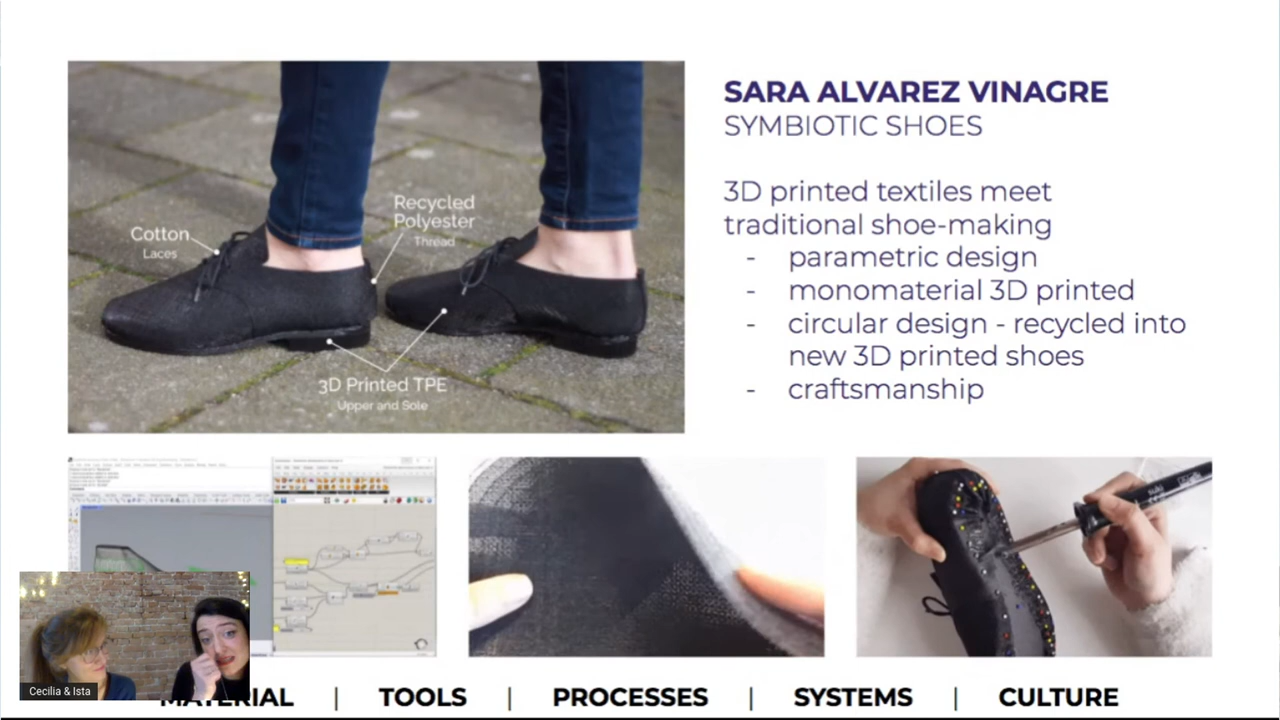 SARA ALVAREZ VINAGRE
SYMBIOTIC SHOES
3D printed textiles meet
traditional shoe-making
- parametric design
- monomaterial 3D printed
- circular design - recycled into
new 3D printed shoes
- craftsmanship
Recycled
Polyester
Thread
Cotton
Laces
3D Printed TPE
Upper and Sole
Cecilia & Ista
MATERIAL | TOOLS | PROCESSES | SYSTEMS | CULTURE